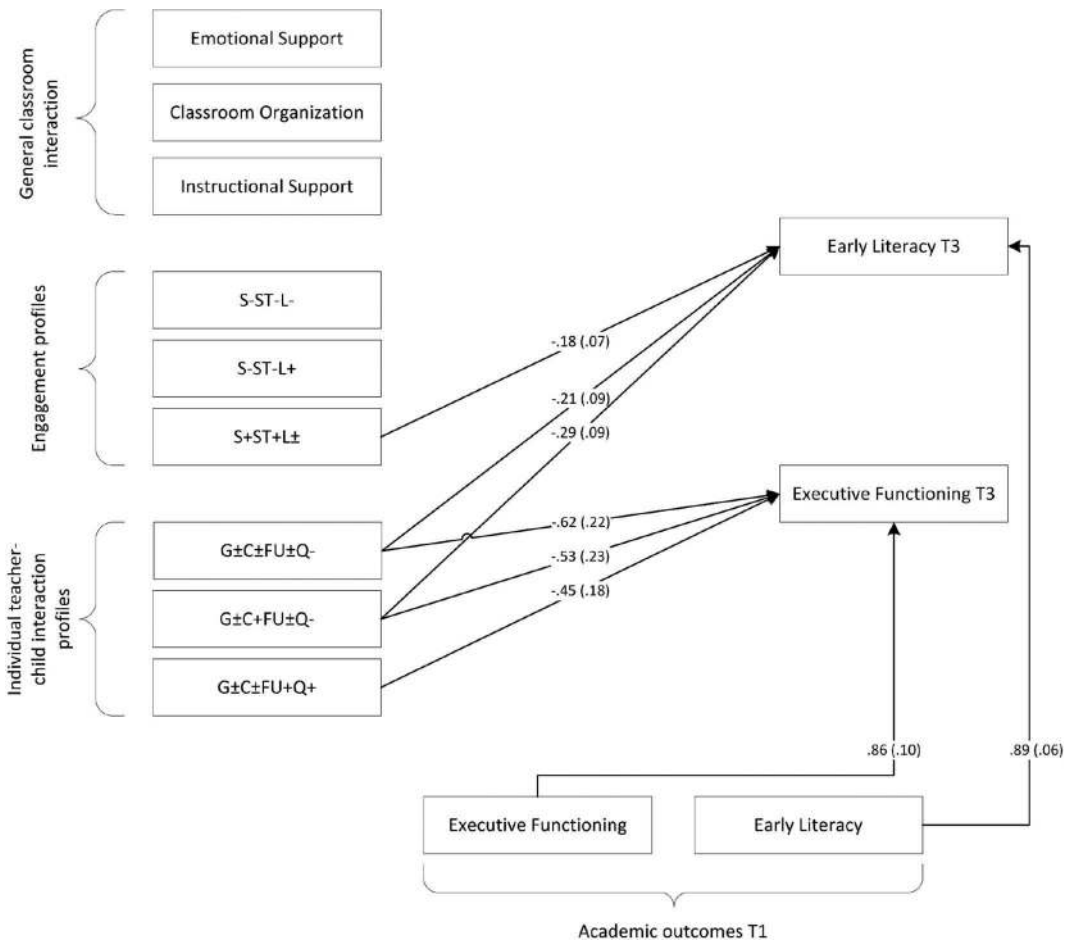 General classroom
interaction
Emotional Support
Classroom Organization
Instructional Support
Engagement profiles
S-ST-L-
S-ST-L+
S+ST+L±
Individual teacher-
child interaction
profiles
G±C±FU±Q-
G±C+FU±Q-
G±C±FU+Q+
-.18 (.07)
-.21 (.09)
-.29 (.09)
-.62 (.22)
-.53 (.23)
-.45 (.18)
Early Literacy T3
Executive Functioning T3
.86 (.10)
.89 (.06)
Executive Functioning
Early Literacy
Academic outcomes T1